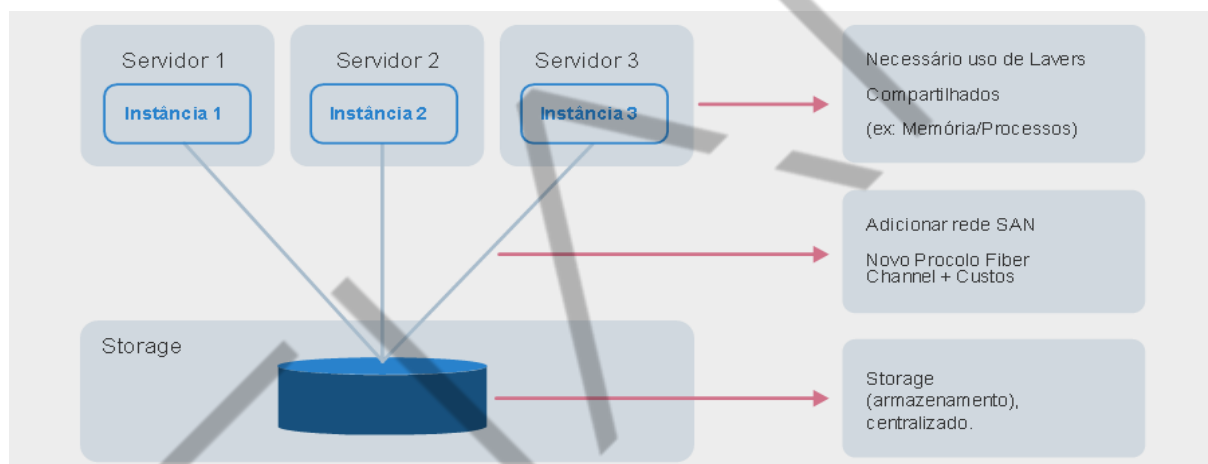 Servidor 1
Servidor 2
Servidor 3
Instância 1
Instância 2
Instância 3
Necessário uso de Lavers
Compartilhados
(ex: Memória/Processos)
Adicionar rede SAN
Novo Procolo Fiber
Channel + Custos
Storage
Storage
(armazenamento),
centralizado.